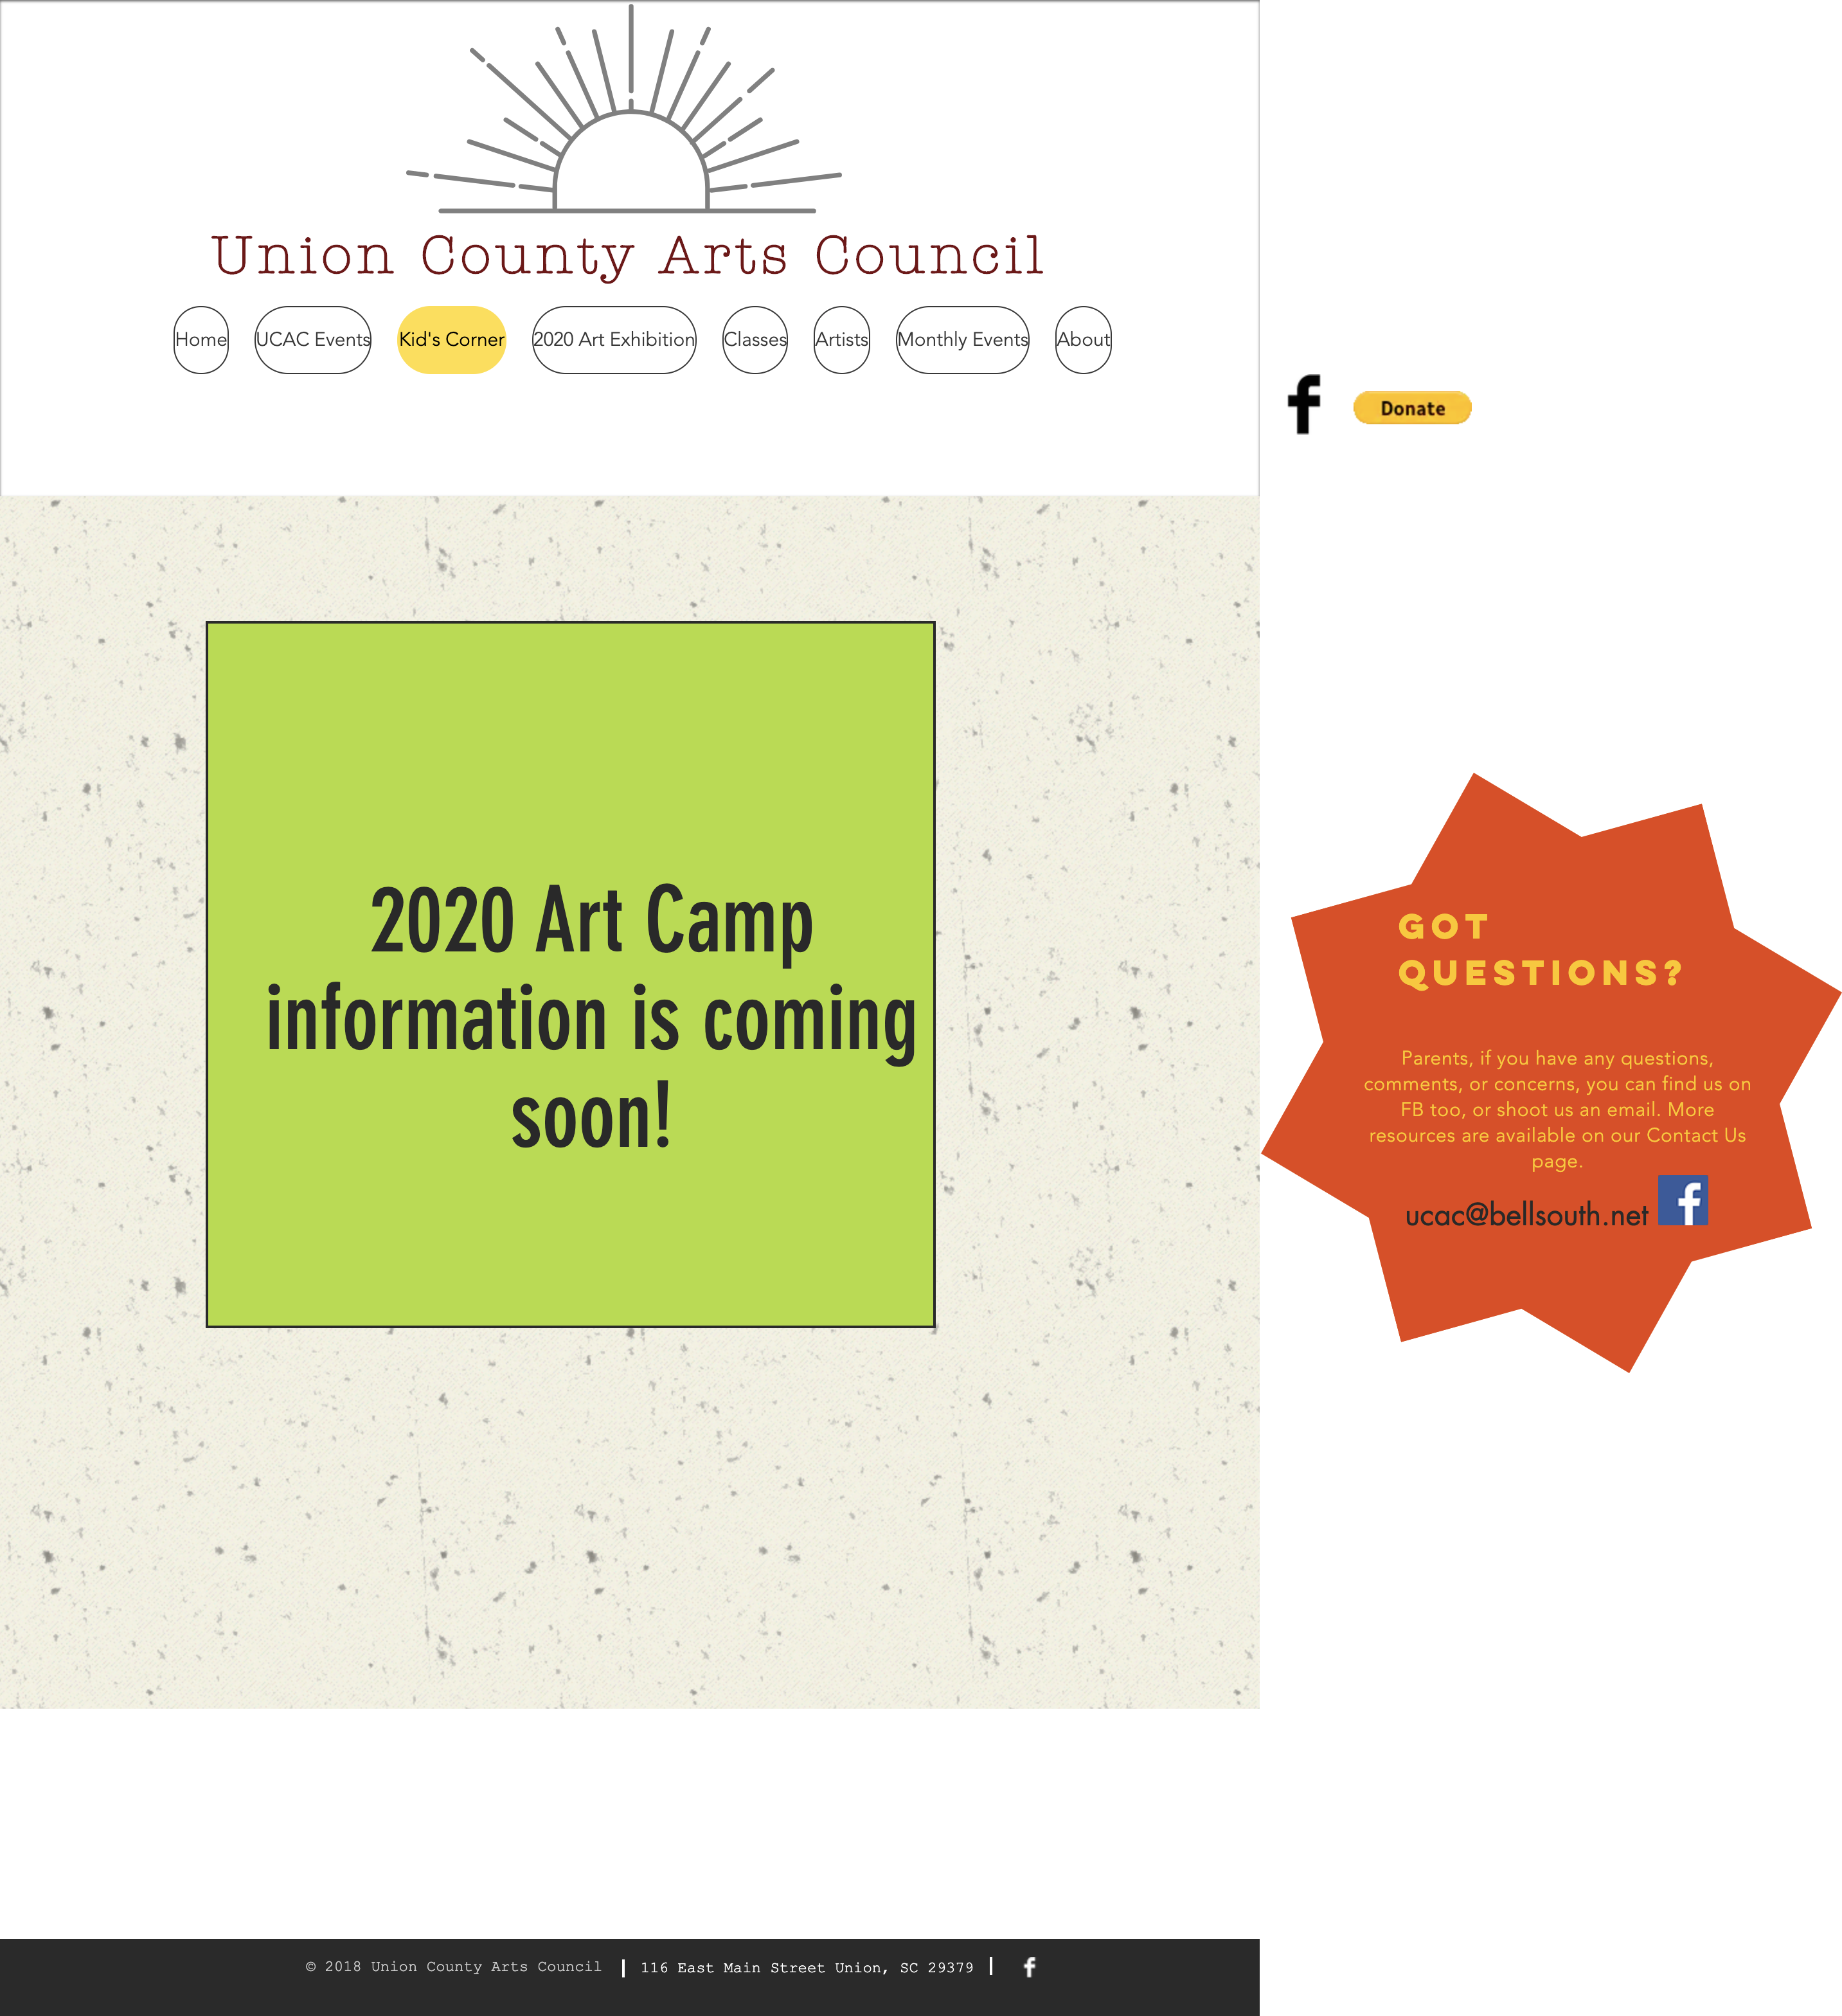 Union County Arts Council
Home
UCAC Events
Kid's Corner
2020 Art Exhibition
Classes
Artists
Monthly Events
About
Donate
2020 Art Camp
information is coming
soon!
GOT
QUESTIONS?
Parents, if you have any questions,
comments, or concerns, you can find us on
FB too, or shoot us an email. More
resources are available on our Contact Us
page.
ucac@bellsouth.net
© 2018 Union County Arts Council
116 East Main Street Union, SC 29379